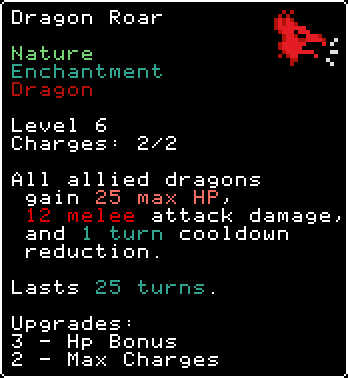 Dragon Roar
Nature
Enchantment
Dragon
Level 6
Charges: 2/2
All allied dragons
gain 25 max HP,
12 melee attack damage,
and 1 turn cooldown
reduction.
Lasts 25 turns.
Upgrades:
3 - Hp Bonus
2 - Max Charges